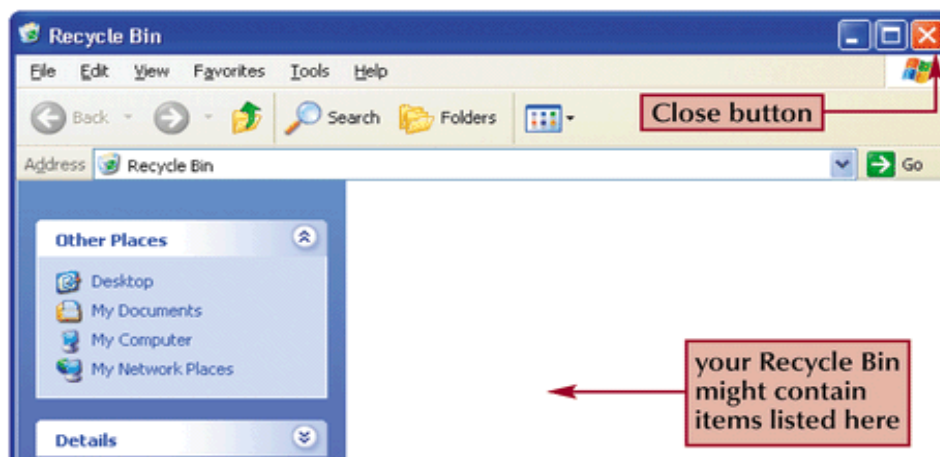 Recycle Bin
File Edit View Favorites Tools Help
Back Search Folders
Close button
Address Recycle Bin Go
Other Places
Desktop
My Documents
My Computer
My Network Places
your Recycle Bin
might contain
items listed here
Details